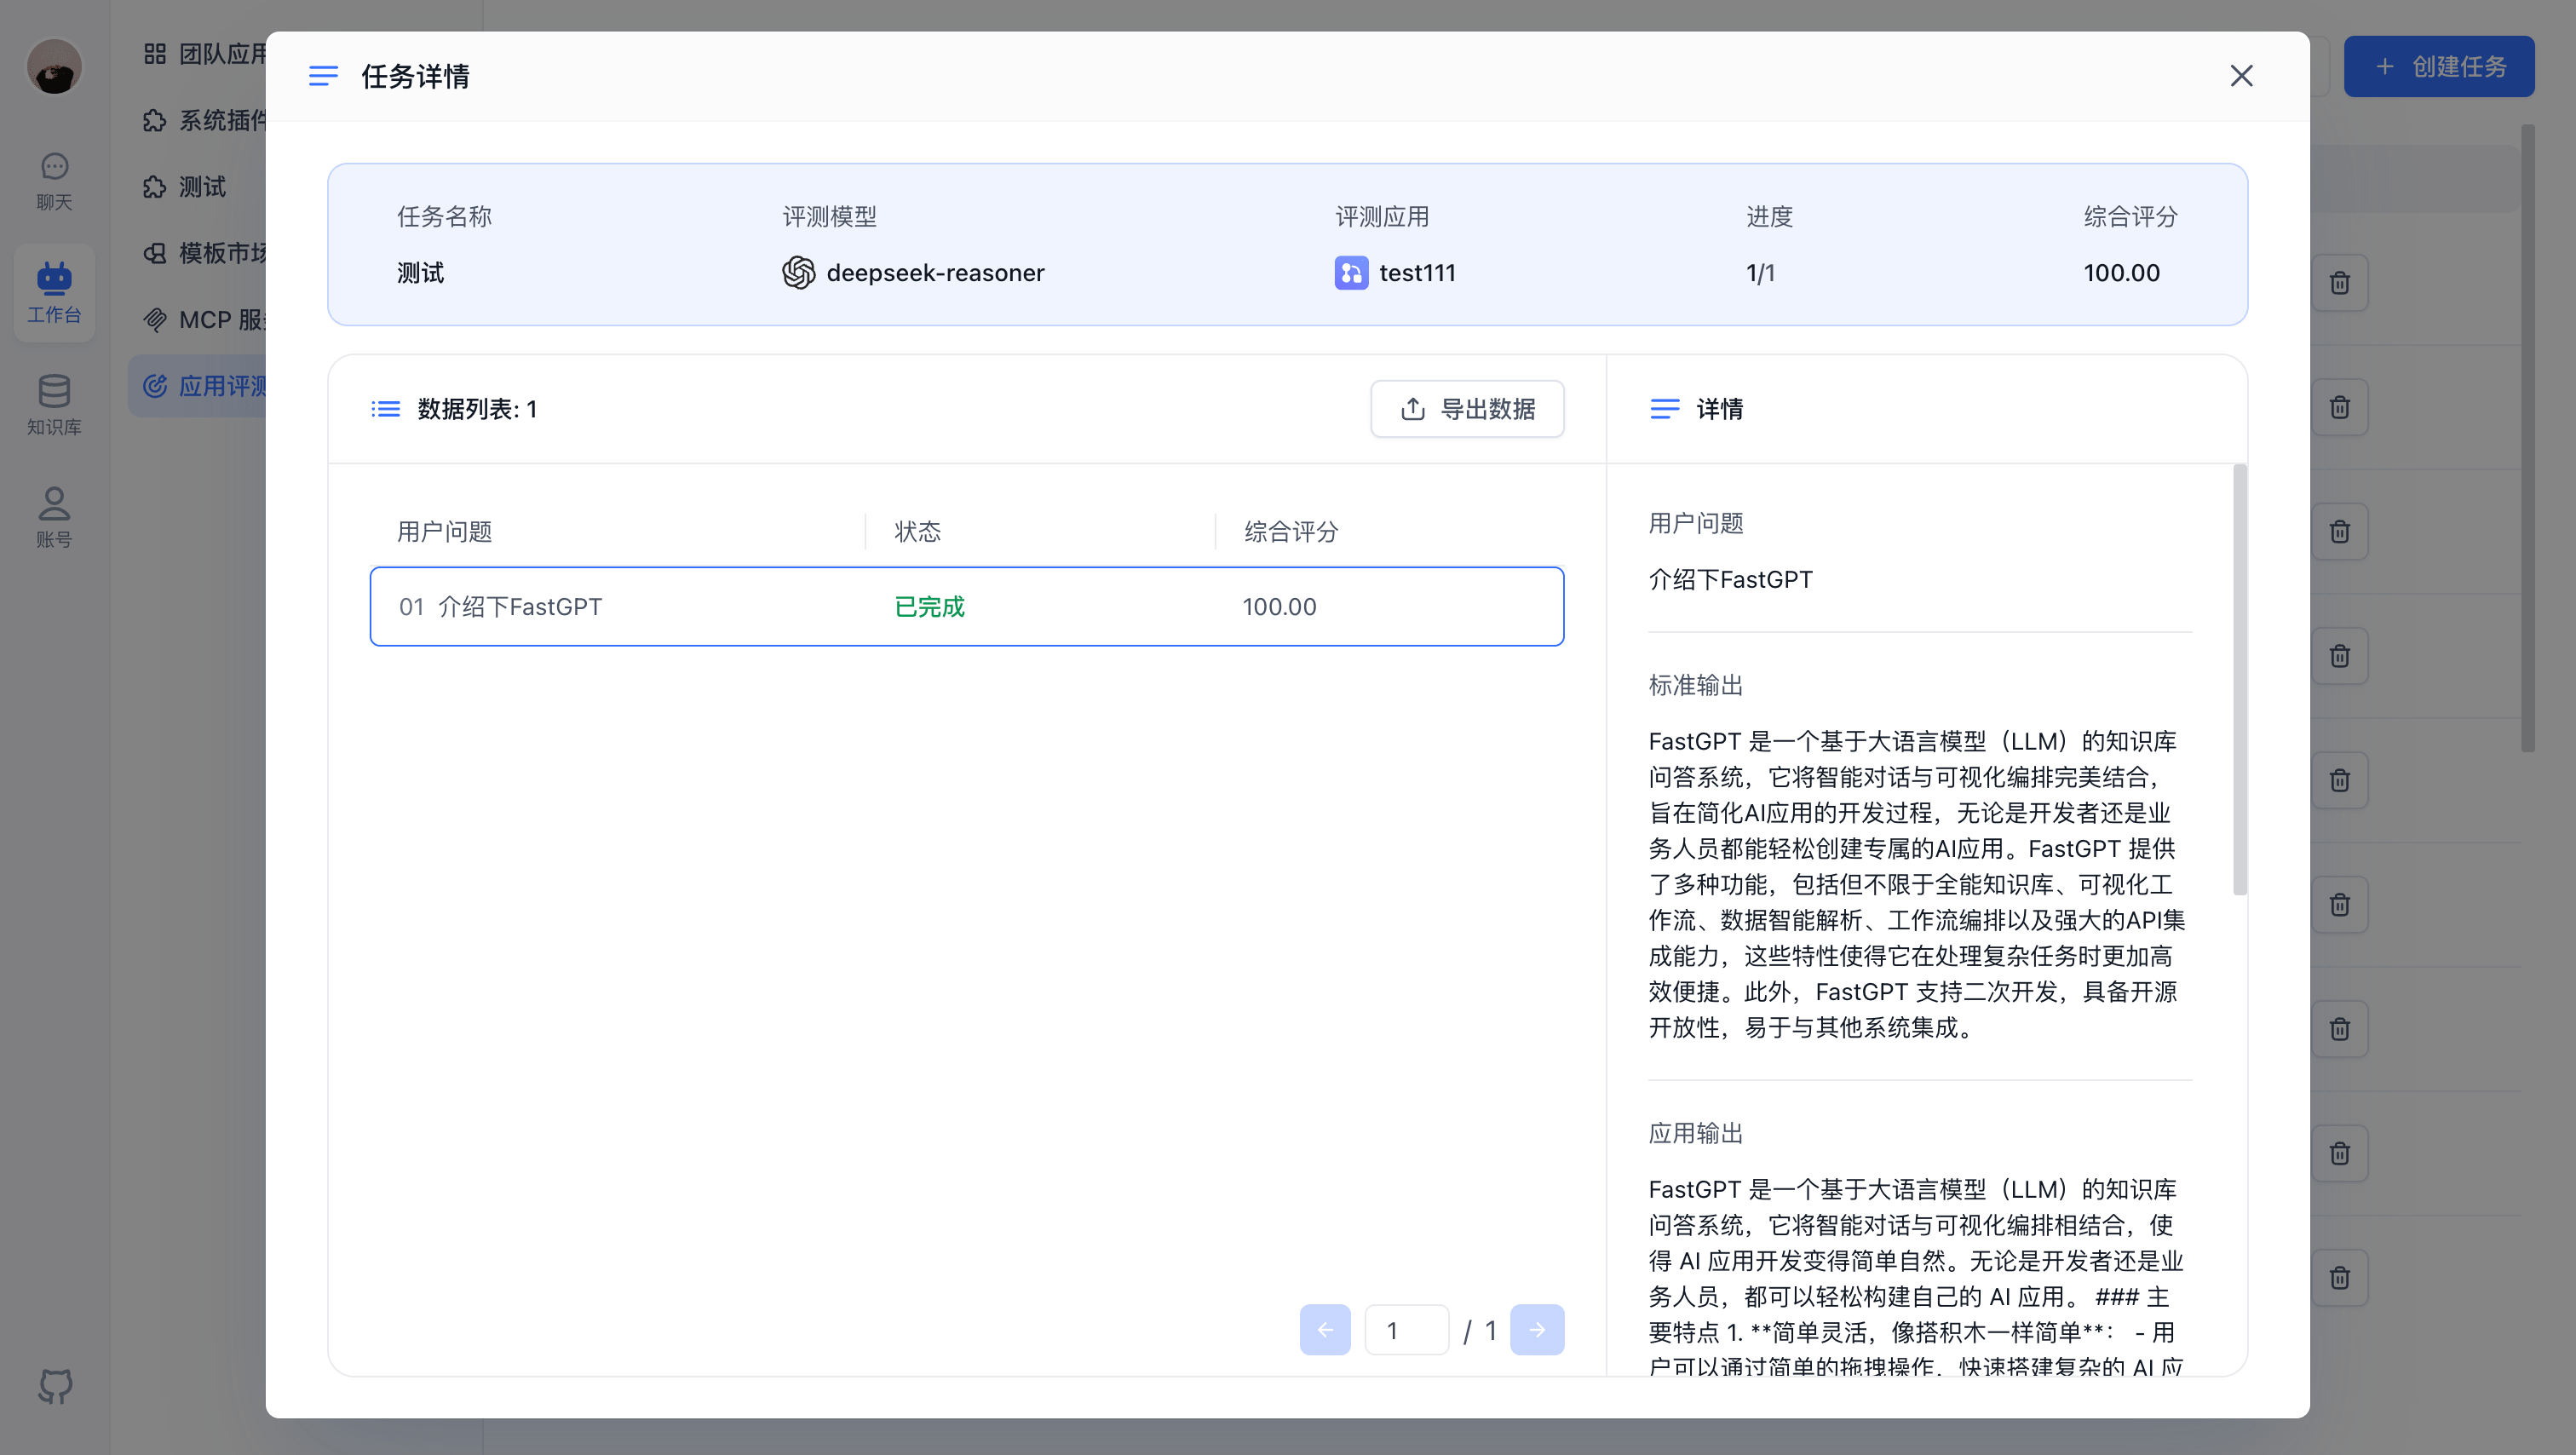 聊天
工作台
知识库
账号
团队应用
系统插件
测试
模板市场
MCP 服
应用评测
创建任务
任务详情
任务名称
评测模型
评测应用
进度
综合评分
测试
deepseek-reasoner
test111
1/1
100.00
数据列表: 1
导出数据
用户问题
状态
综合评分
01 介绍下FastGPT
已完成
100.00
1 / 1
详情
用户问题
介绍下FastGPT
标准输出
FastGPT 是一个基于大语言模型（LLM）的知识库
问答系统，它将智能对话与可视化编排完美结合，
旨在简化AI应用的开发过程，无论是开发者还是业
务人员都能轻松创建专属的AI应用。FastGPT 提供
了多种功能，包括但不限于全能知识库、可视化工
作流、数据智能解析、工作流编排以及强大的API集
成能力，这些特性使得它在处理复杂任务时更加高
效便捷。此外，FastGPT 支持二次开发，具备开源
开放性，易于与其他系统集成。
应用输出
FastGPT 是一个基于大语言模型（LLM）的知识库
问答系统，它将智能对话与可视化编排相结合，使
得 AI 应用开发变得简单自然。无论是开发者还是业
务人员，都可以轻松构建自己的 AI 应用。 ### 主
要特点 1. **简单灵活，像搭积木一样简单**： - 用
户可以通过简单的拖拽操作，快速搭建复杂的 AI 应